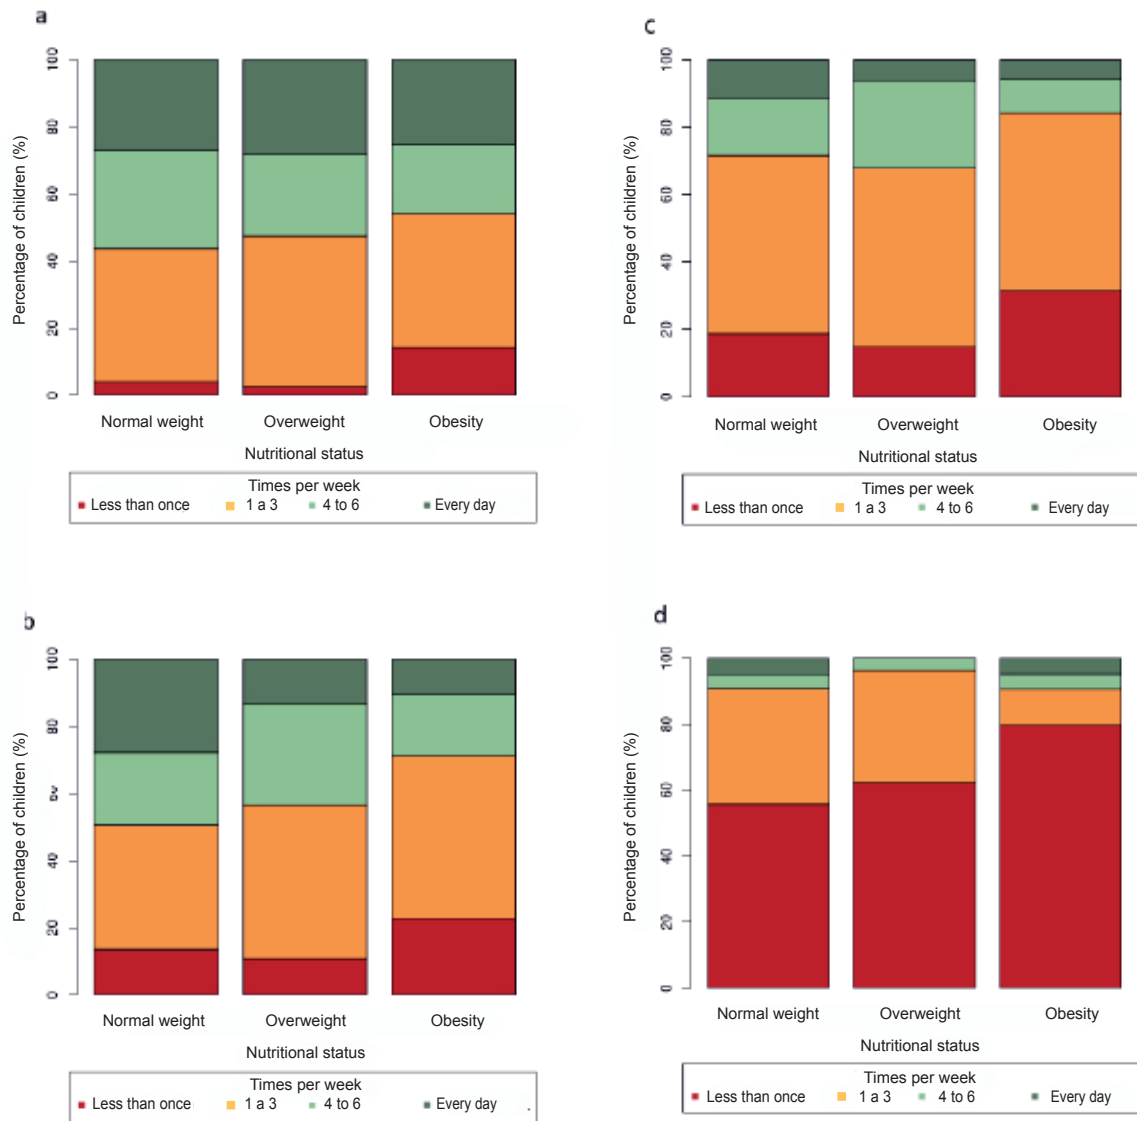 a
Percentage of children (%)
100
80
60
40
20
0
Normal weight Overweight Obesity
Nutritional status
Times per week
Less than once 1 a 3 4 to 6 Every day
c
Percentage of children (%)
100
80
60
40
20
0
Normal weight Overweight Obesity
Nutritional status
Times per week
Less than once 1 a 3 4 to 6 Every day
b
Percentage of children (%)
100
80
60
40
20
0
Normal weight Overweight Obesity
Nutritional status
Times per week
Less than once 1 a 3 4 to 6 Every day
d
Percentage of children (%)
100
80
60
40
20
0
Normal weight Overweight Obesity
Nutritional status
Times per week
Less than once 1 a 3 4 to 6 Every day